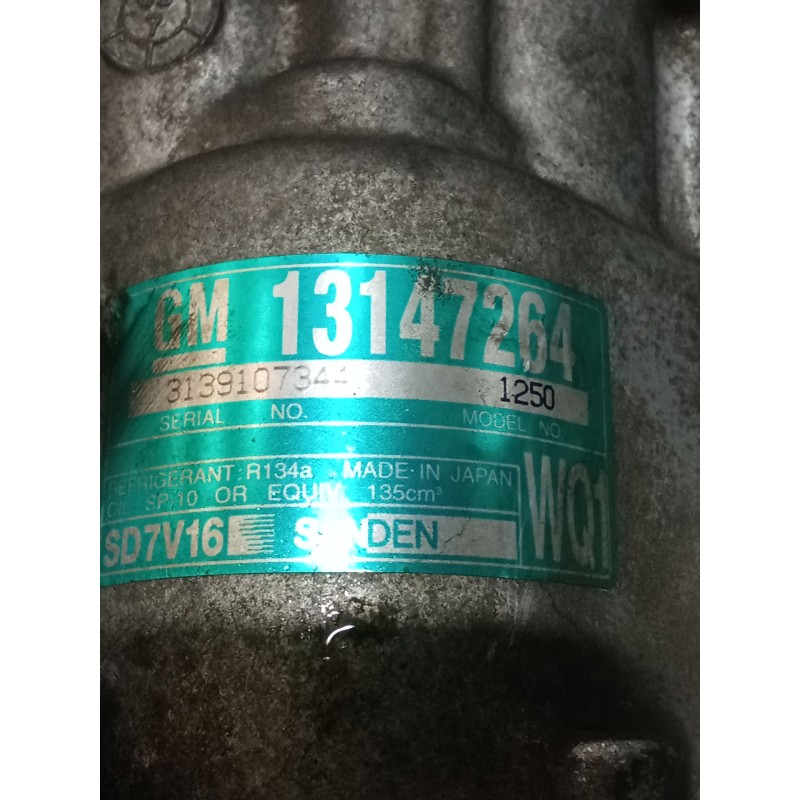 GM 13147264
3139107344 1250
SERIAL NO. MODEL NO.
REFRIGERANT: R134a MADE IN JAPAN
OIL SP-10 OR EQUIV. 135cm³
WQ1
SD7V16 SANDEN